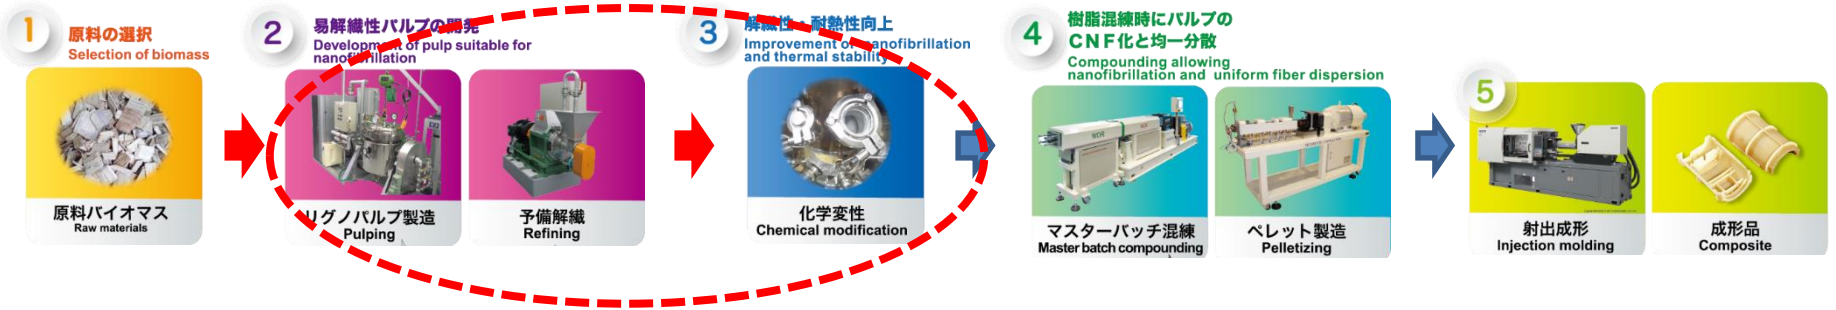 1
原料の選択
Selection of biomass
原料バイオマス
Raw materials
2
易解繊性パルプの開発
Development of pulp suitable for
nanofibrillation
リグノパルプ製造
Pulping
予備解繊
Refining
3
解繊性・耐熱性向上
Improvement of nanofibrillation
and thermal stability
化学変性
Chemical modification
4
樹脂混練時にパルプの
CNF化と均一分散
Compounding allowing
nanofibrillation and uniform fiber dispersion
マスターバッチ混練
Master batch compounding
ペレット製造
Pelletizing
5
射出成形
Injection molding
成形品
Composite